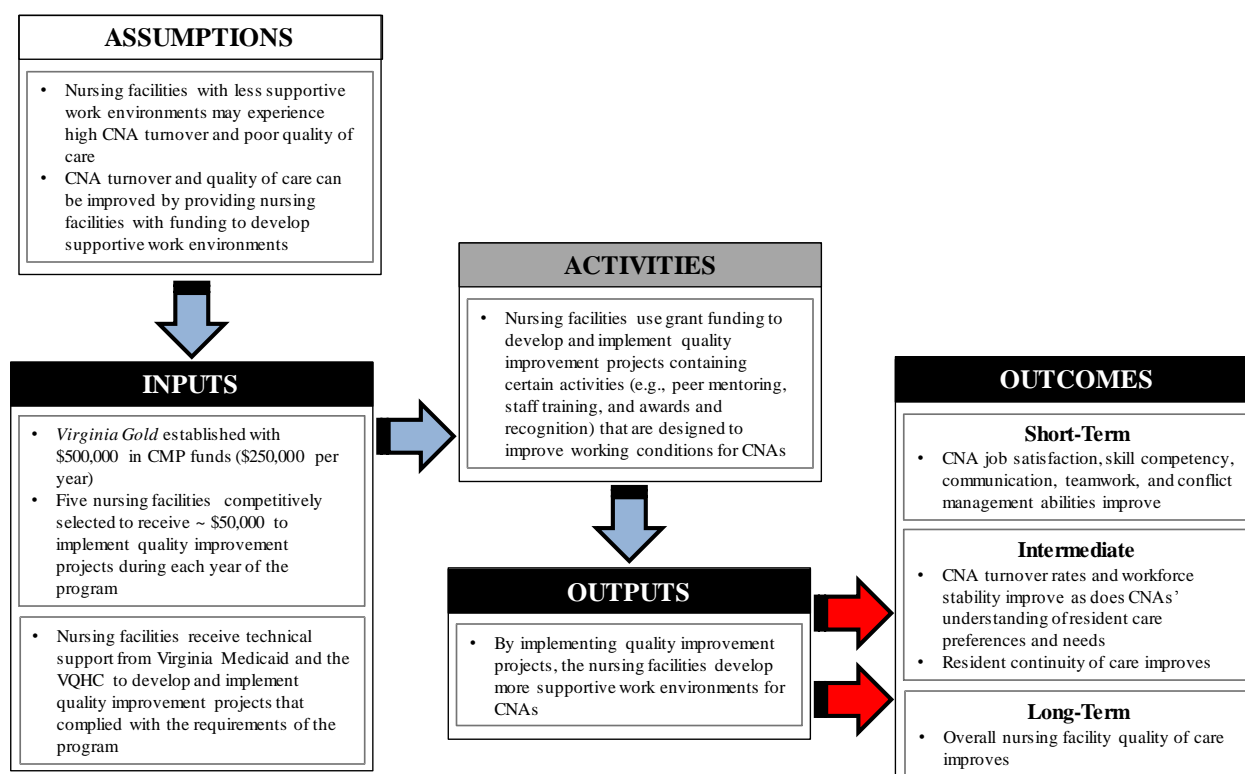 ASSUMPTIONS
• Nursing facilities with less supportive
work environments may experience
high CNA turnover and poor quality of
care
• CNA turnover and quality of care can
be improved by providing nursing
facilities with funding to develop
supportive work environments
INPUTS
• Virginia Gold established with
$500,000 in CMP funds ($250,000 per
year)
• Five nursing facilities competitively
selected to receive ~ $50,000 to
implement quality improvement
projects during each year of the
program
• Nursing facilities receive technical
support from Virginia Medicaid and the
VQHC to develop and implement
quality improvement projects that
complied with the requirements of the
program
ACTIVITIES
• Nursing facilities use grant funding to
develop and implement quality
improvement projects containing
certain activities (e.g., peer mentoring,
staff training, and awards and
recognition) that are designed to
improve working conditions for CNAs
OUTPUTS
• By implementing quality improvement
projects, the nursing facilities develop
more supportive work environments for
CNAs
OUTCOMES
Short-Term
• CNA job satisfaction, skill competency,
communication, teamwork, and conflict
management abilities improve
Intermediate
• CNA turnover rates and workforce
stability improve as does CNAs’
understanding of resident care
preferences and needs
• Resident continuity of care improves
Long-Term
• Overall nursing facility quality of care
improves